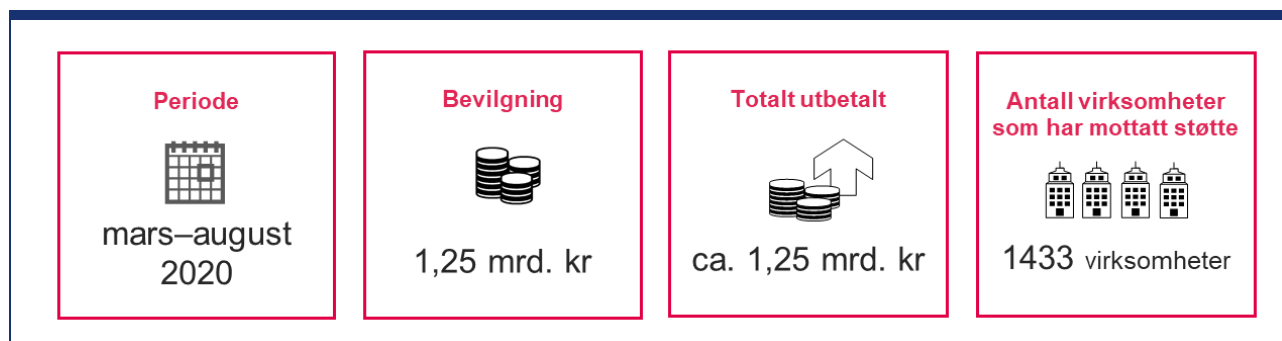 Periode
mars–august
2020
Bevilgning
1,25 mrd. kr
Totalt utbetalt
ca. 1,25 mrd. kr
Antall virksomheter
som har mottatt støtte
1433 virksomheter